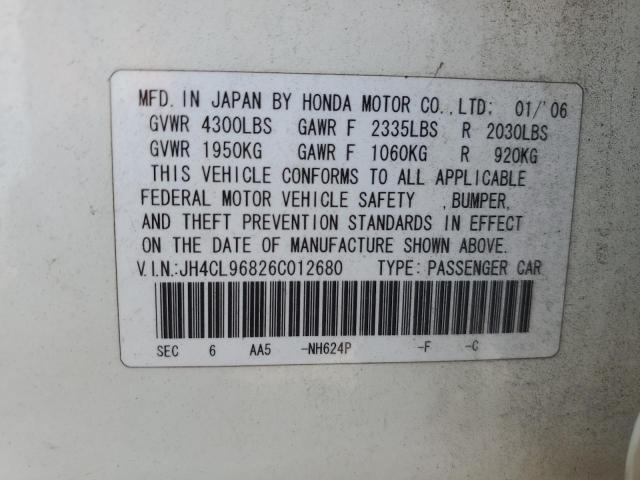 MFD. IN JAPAN BY HONDA MOTOR CO., LTD; 01/'06
GVWR 4300LBS GAWR F 2335LBS R 2030LBS
GVWR 1950KG GAWR F 1060KG R 920KG
THIS VEHICLE CONFORMS TO ALL APPLICABLE
FEDERAL MOTOR VEHICLE SAFETY , BUMPER,
AND THEFT PREVENTION STANDARDS IN EFFECT
ON THE DATE OF MANUFACTURE SHOWN ABOVE.
V.I.N.:JH4CL96826C012680 TYPE: PASSENGER CAR
SEC 6 AA5 -NH624P -F -C